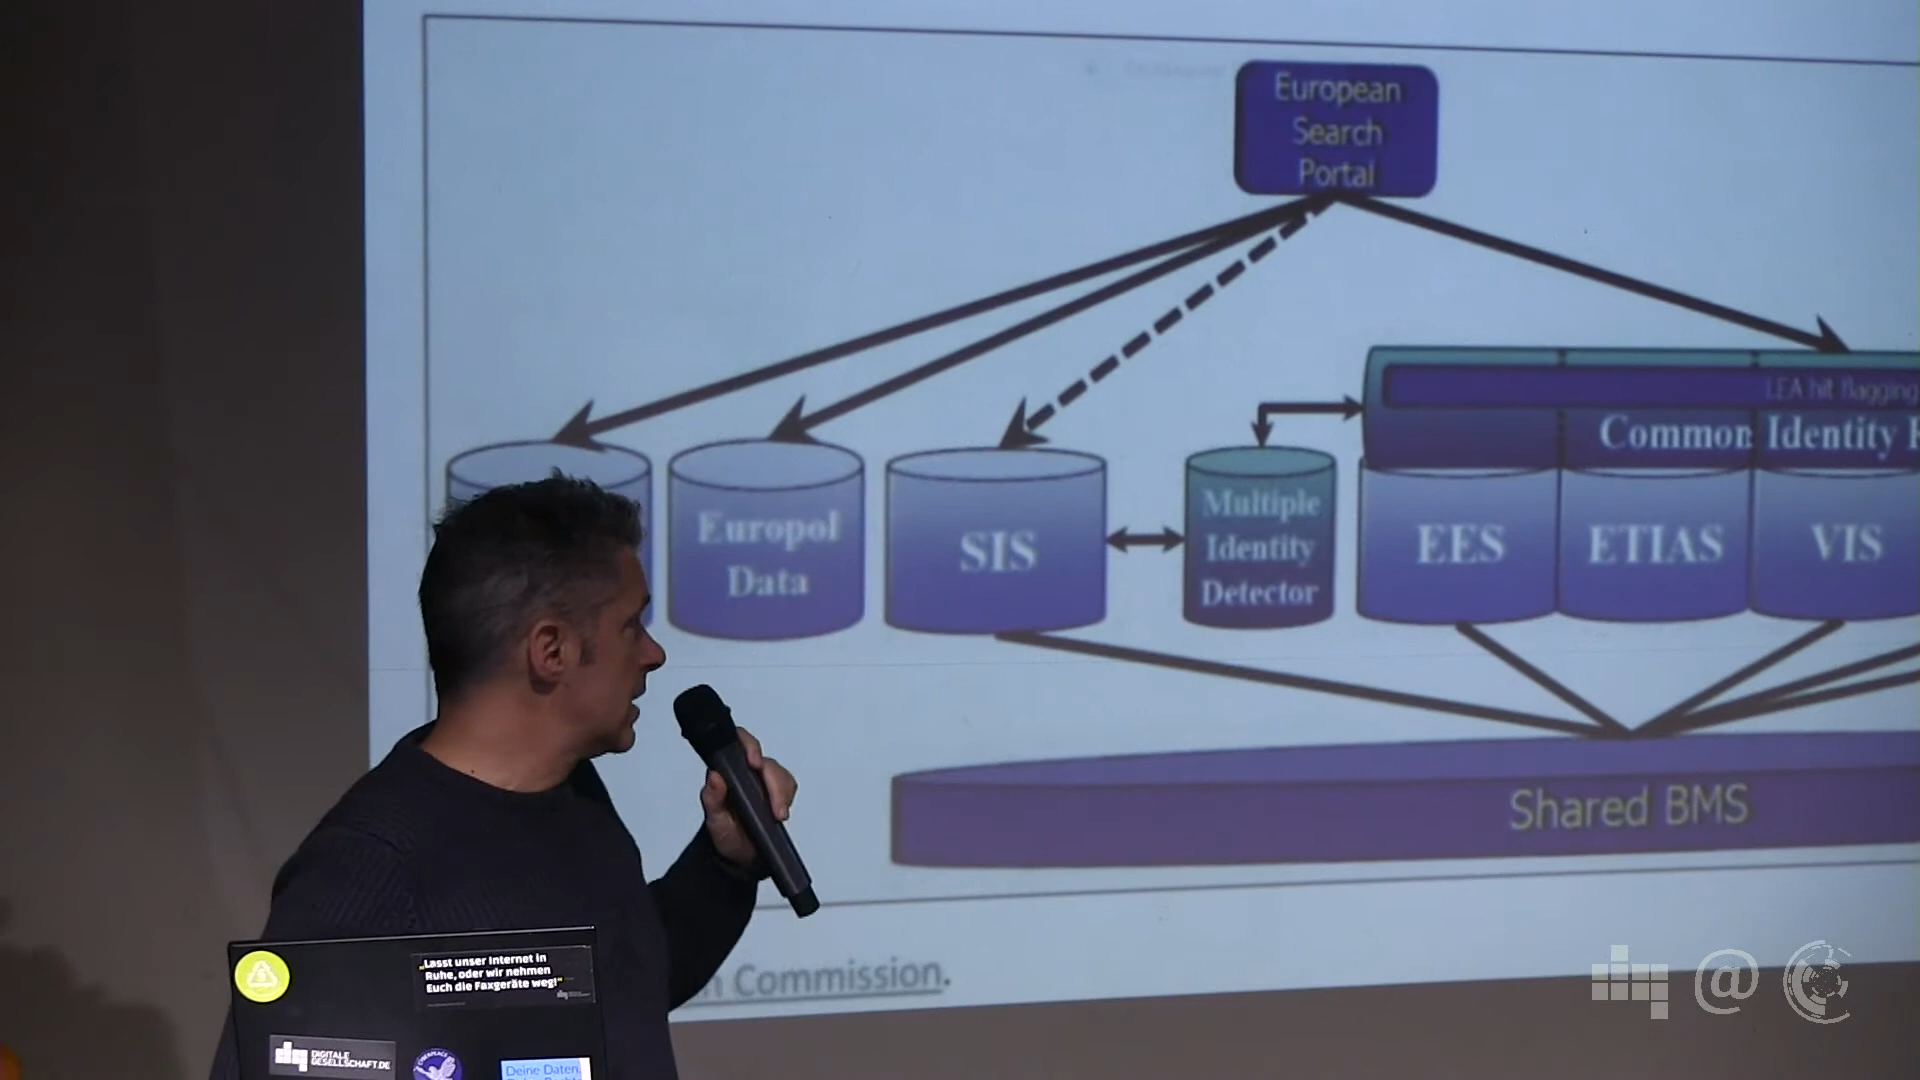 European
Search
Portal
LEA hit flagging
Common Identity
Europol
Data
SIS
Multiple
Identity
Detector
EES
ETIAS
VIS
Shared BMS
Commission.
„Lasst unser Internet in
Ruhe, oder wir nehmen
Euch die Faxgeräte weg!“
DIGITALE
GESELLSCHAFT.DE
Deine Daten.
@